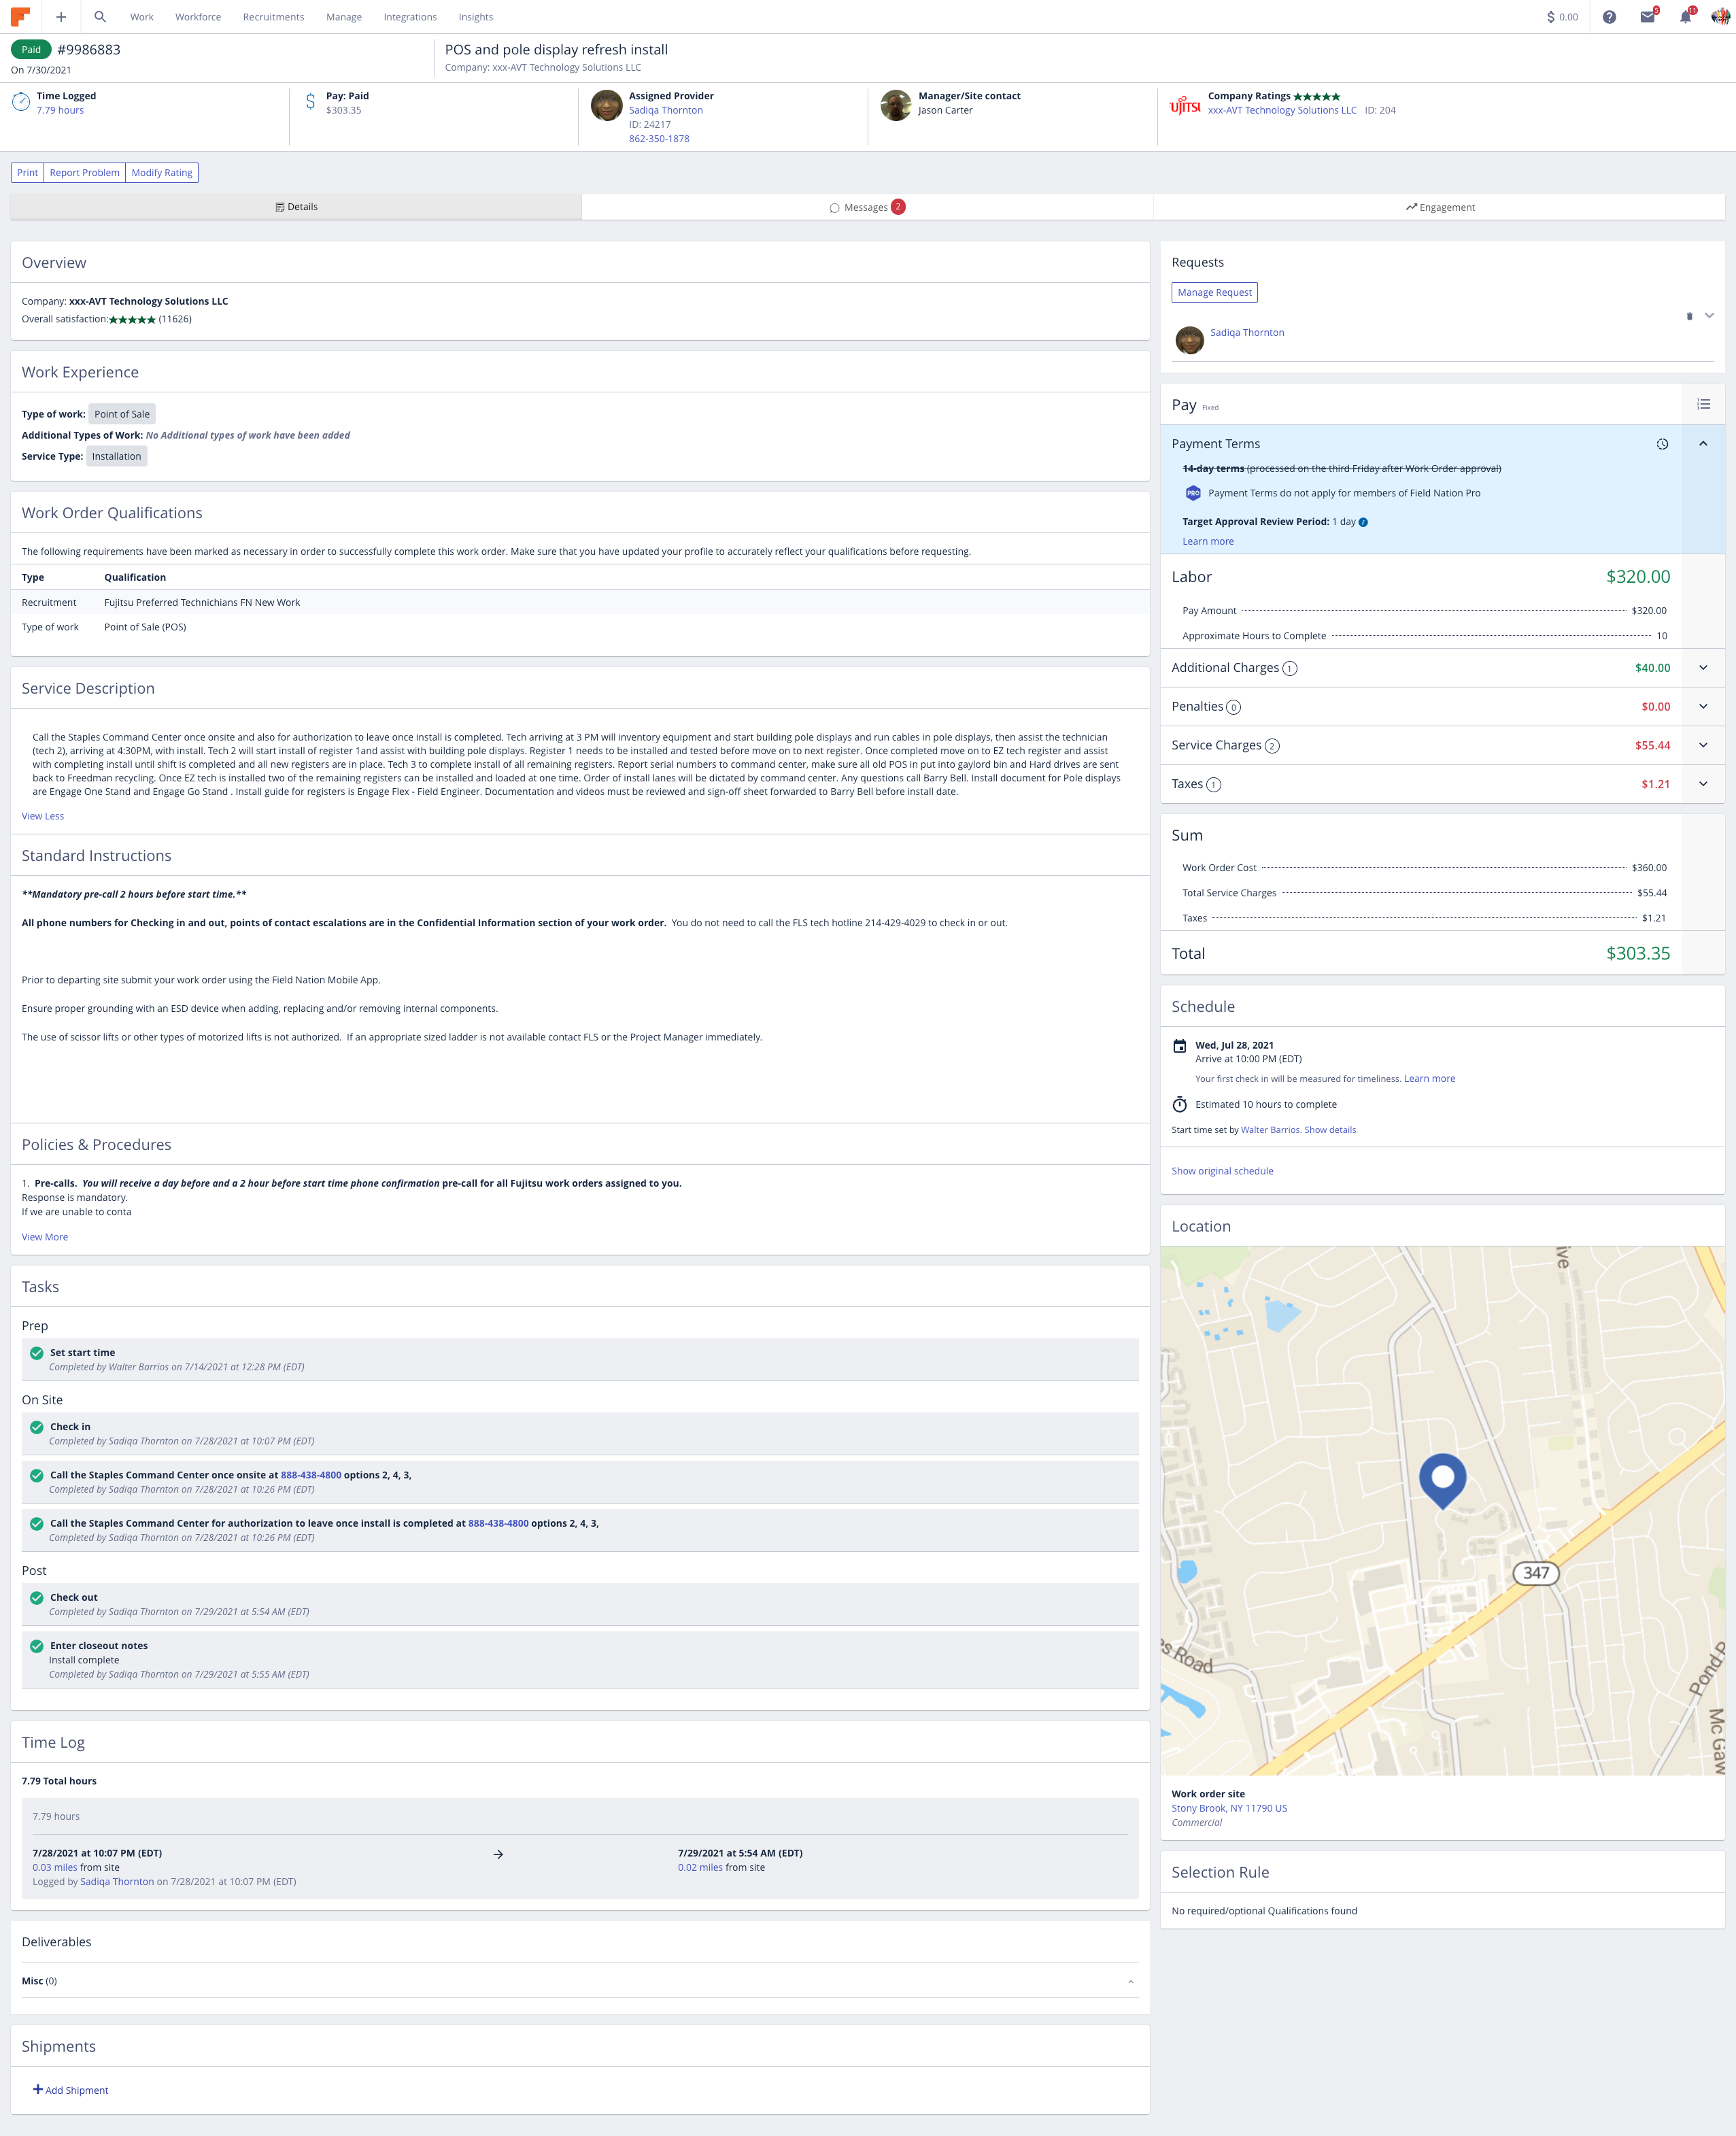 Work Workforce Recruitments Manage Integrations Insights
$ 0.00
5
11
Paid #9986883
On 7/30/2021
POS and pole display refresh install
Company: xxx-AVT Technology Solutions LLC
Time Logged
7.79 hours
Pay: Paid
$303.35
Assigned Provider
Sadiqa Thornton
ID: 24217
862-350-1878
Manager/Site contact
Jason Carter
Company Ratings ★★★★★
xxx-AVT Technology Solutions LLC ID: 204
Print Report Problem Modify Rating
Details
Messages 2
Engagement
Overview
Company: xxx-AVT Technology Solutions LLC
Overall satisfaction:★★★★★ (11626)
Work Experience
Type of work: Point of Sale
Additional Types of Work: No Additional types of work have been added
Service Type: Installation
Work Order Qualifications
The following requirements have been marked as necessary in order to successfully complete this work order. Make sure that you have updated your profile to accurately reflect your qualifications before requesting.
Type Qualification
Recruitment Fujitsu Preferred Technichians FN New Work
Type of work Point of Sale (POS)
Service Description
Call the Staples Command Center once onsite and also for authorization to leave once install is completed. Tech arriving at 3 PM will inventory equipment and start building pole displays and run cables in pole displays, then assist the technician
(tech 2), arriving at 4:30PM, with install. Tech 2 will start install of register 1and assist with building pole displays. Register 1 needs to be installed and tested before move on to next register. Once completed move on to EZ tech register and assist
with completing install until shift is completed and all new registers are in place. Tech 3 to complete install of all remaining registers. Report serial numbers to command center, make sure all old POS in put into gaylord bin and Hard drives are sent
back to Freedman recycling. Once EZ tech is installed two of the remaining registers can be installed and loaded at one time. Order of install lanes will be dictated by command center. Any questions call Barry Bell. Install document for Pole displays
are Engage One Stand and Engage Go Stand . Install guide for registers is Engage Flex - Field Engineer. Documentation and videos must be reviewed and sign-off sheet forwarded to Barry Bell before install date.
View Less
Standard Instructions
**Mandatory pre-call 2 hours before start time.**
All phone numbers for Checking in and out, points of contact escalations are in the Confidential Information section of your work order. You do not need to call the FLS tech hotline 214-429-4029 to check in or out.
Prior to departing site submit your work order using the Field Nation Mobile App.
Ensure proper grounding with an ESD device when adding, replacing and/or removing internal components.
The use of scissor lifts or other types of motorized lifts is not authorized. If an appropriate sized ladder is not available contact FLS or the Project Manager immediately.
Policies & Procedures
1. Pre-calls. You will receive a day before and a 2 hour before start time phone confirmation pre-call for all Fujitsu work orders assigned to you.
Response is mandatory.
If we are unable to conta
View More
Tasks
Prep
Set start time
Completed by Walter Barrios on 7/14/2021 at 12:28 PM (EDT)
On Site
Check in
Completed by Sadiqa Thornton on 7/28/2021 at 10:07 PM (EDT)
Call the Staples Command Center once onsite at 888-438-4800 options 2, 4, 3,
Completed by Sadiqa Thornton on 7/28/2021 at 10:26 PM (EDT)
Call the Staples Command Center for authorization to leave once install is completed at 888-438-4800 options 2, 4, 3,
Completed by Sadiqa Thornton on 7/28/2021 at 10:26 PM (EDT)
Post
Check out
Completed by Sadiqa Thornton on 7/29/2021 at 5:54 AM (EDT)
Enter closeout notes
Install complete
Completed by Sadiqa Thornton on 7/29/2021 at 5:55 AM (EDT)
Time Log
7.79 Total hours
7.79 hours
7/28/2021 at 10:07 PM (EDT) → 7/29/2021 at 5:54 AM (EDT)
0.03 miles from site 0.02 miles from site
Logged by Sadiqa Thornton on 7/28/2021 at 10:07 PM (EDT)
Deliverables
Misc (0)
Shipments
+ Add Shipment
Requests
Manage Request
Sadiqa Thornton
Pay Fixed
Payment Terms
14-day terms (processed on the third Friday after Work Order approval)
PRO Payment Terms do not apply for members of Field Nation Pro
Target Approval Review Period: 1 day
Learn more
Labor $320.00
Pay Amount $320.00
Approximate Hours to Complete 10
Additional Charges 1 $40.00
Penalties 0 $0.00
Service Charges 2 $55.44
Taxes 1 $1.21
Sum
Work Order Cost $360.00
Total Service Charges $55.44
Taxes $1.21
Total $303.35
Schedule
Wed, Jul 28, 2021
Arrive at 10:00 PM (EDT)
Your first check in will be measured for timeliness. Learn more
Estimated 10 hours to complete
Start time set by Walter Barrios. Show details
Show original schedule
Location
ive
347
s Road
Pond P
Mc Gaw
Work order site
Stony Brook, NY 11790 US
Commercial
Selection Rule
No required/optional Qualifications found